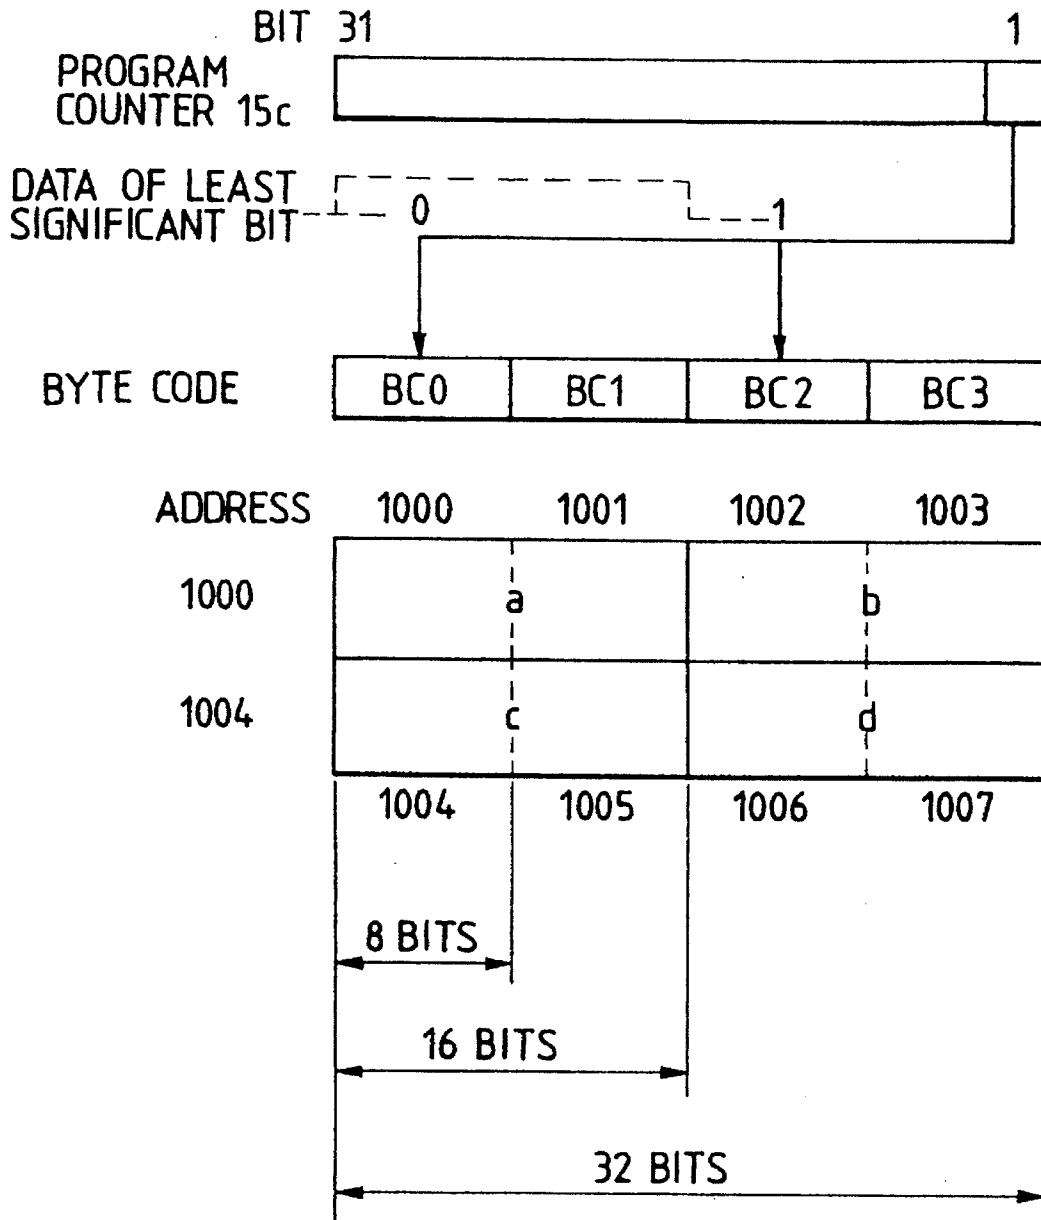 BIT 31 1
PROGRAM
COUNTER 15c
DATA OF LEAST
SIGNIFICANT BIT 0 1
BYTE CODE BC0 BC1 BC2 BC3
ADDRESS 1000 1001 1002 1003
1000 a b
1004 c d
1004 1005 1006 1007
8 BITS
16 BITS
32 BITS